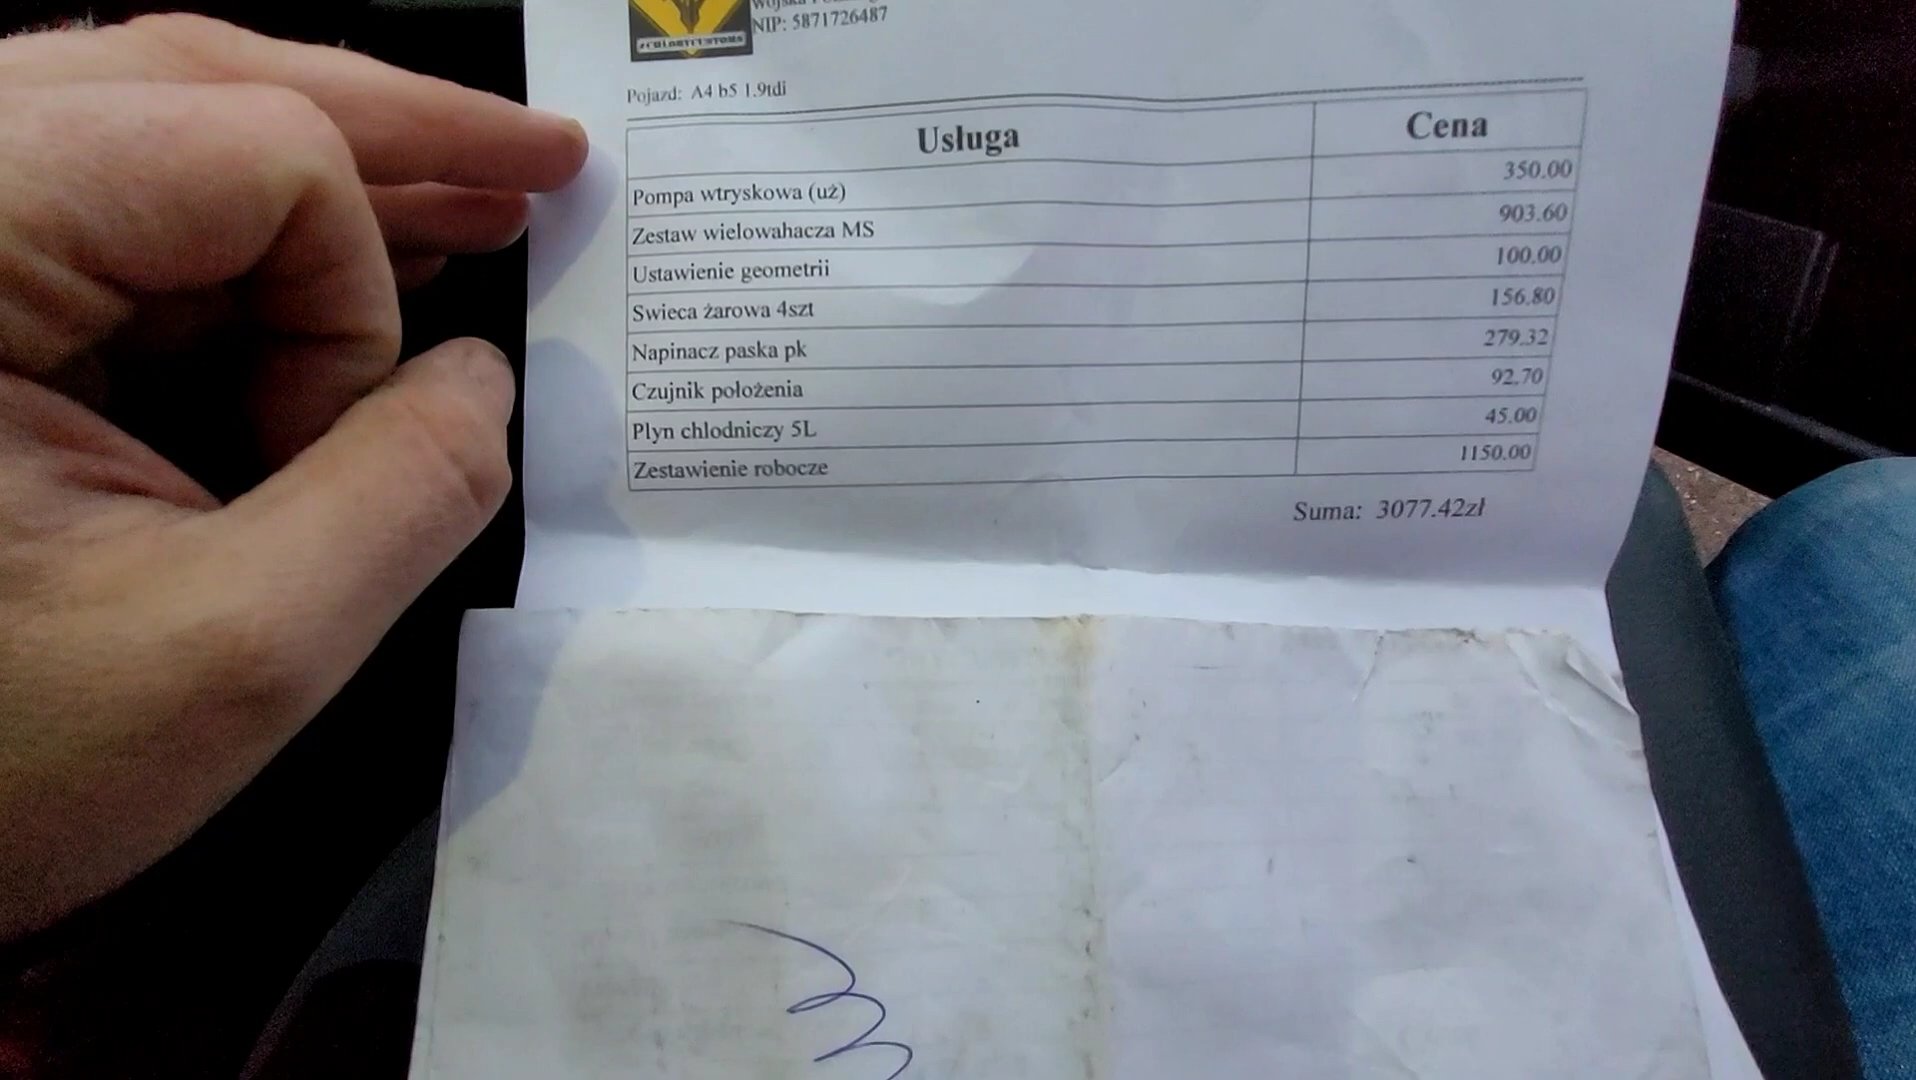 NIP: 5871726487
Pojazd: A4 b5 1.9tdi
Usługa Cena
Pompa wtryskowa (uż) 350.00
Zestaw wielowahacza MS 903.60
Ustawienie geometrii 100.00
Swieca żarowa 4szt 156.80
Napinacz paska pk 279.32
Czujnik położenia 92.70
Plyn chlodniczy 5L 45.00
Zestawienie robocze 1150.00
Suma: 3077.42zł